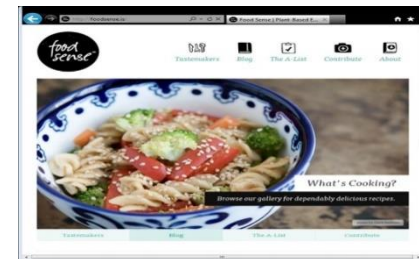 foodsense.is
Food Sense | Plant-Based E...
food
sense
Tastemakers Blog The A-List Contribute About
What's Cooking?
Browse our gallery for dependably delicious recipes.
Tastemakers Blog The A-List Contribute